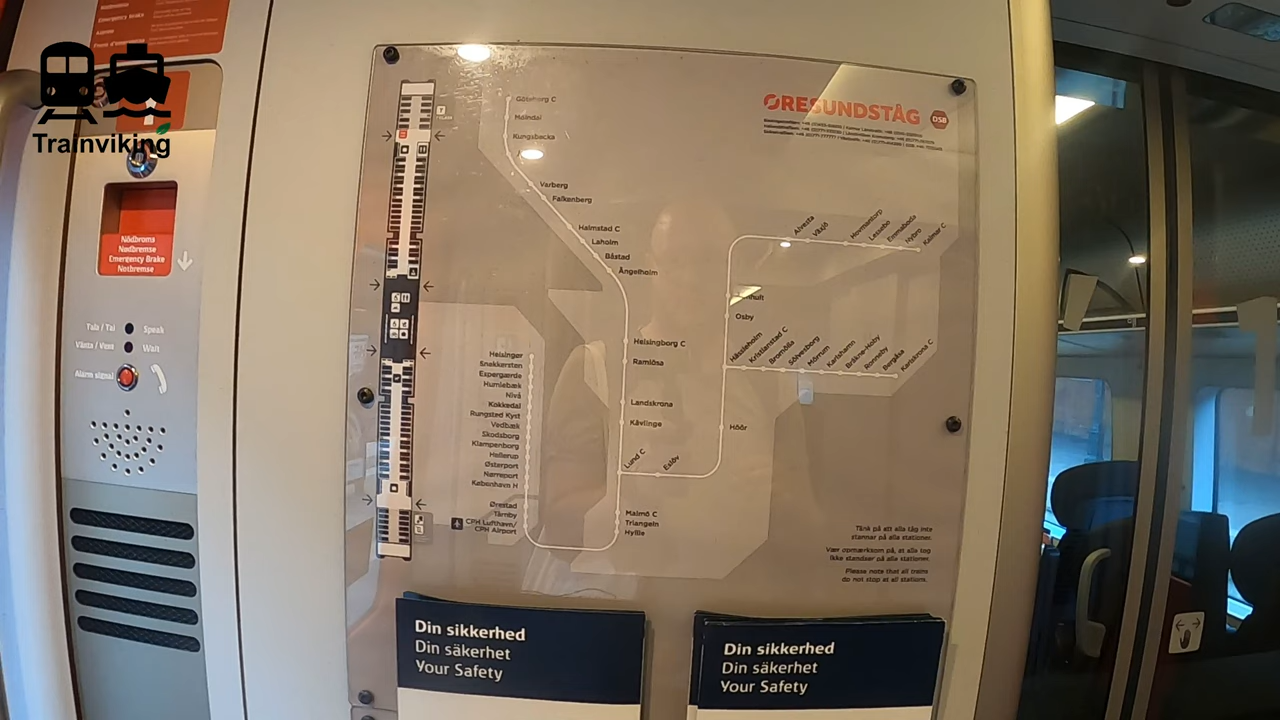 Trainviking
Nödbroms
Nødbremse
Emergency Brake
Notbremse
Tala / Tal
Speak
Vänta / Vent
Wait
Alarm signal
ØRESUNDSTÅG
DSB
Göteborg C
Mölndal
Kungsbacka
Varberg
Falkenberg
Halmstad C
Laholm
Båstad
Ängelholm
Helsingborg C
Ramlösa
Landskrona
Kävlinge
Lund C
Eslöv
Höör
Hässleholm
Kristianstad C
Bromölla
Sölvesborg
Mörrum
Karlshamn
Bräkne-Hoby
Ronneby
Bergåsa
Karlskrona C
Osby
Alvesta
Växjö
Hovmantorp
Lessebo
Emmaboda
Nybro
Kalmar C
Helsingør
Snekkersten
Espergærde
Humlebæk
Nivå
Kokkedal
Rungsted Kyst
Vedbæk
Skodsborg
Klampenborg
Hellerup
Østerport
Nørreport
København H
Ørestad
Tårnby
CPH Lufthavn/
CPH Airport
Malmö C
Triangeln
Hyllie
Tänk på att alla tåg inte
stannar på alla stationer.
Vær opmærksom på, at alle tog
ikke standser på alle stationer.
Please note that all trains
do not stop at all stations.
Din sikkerhed
Din säkerhet
Your Safety
Din sikkerhed
Din säkerhet
Your Safety